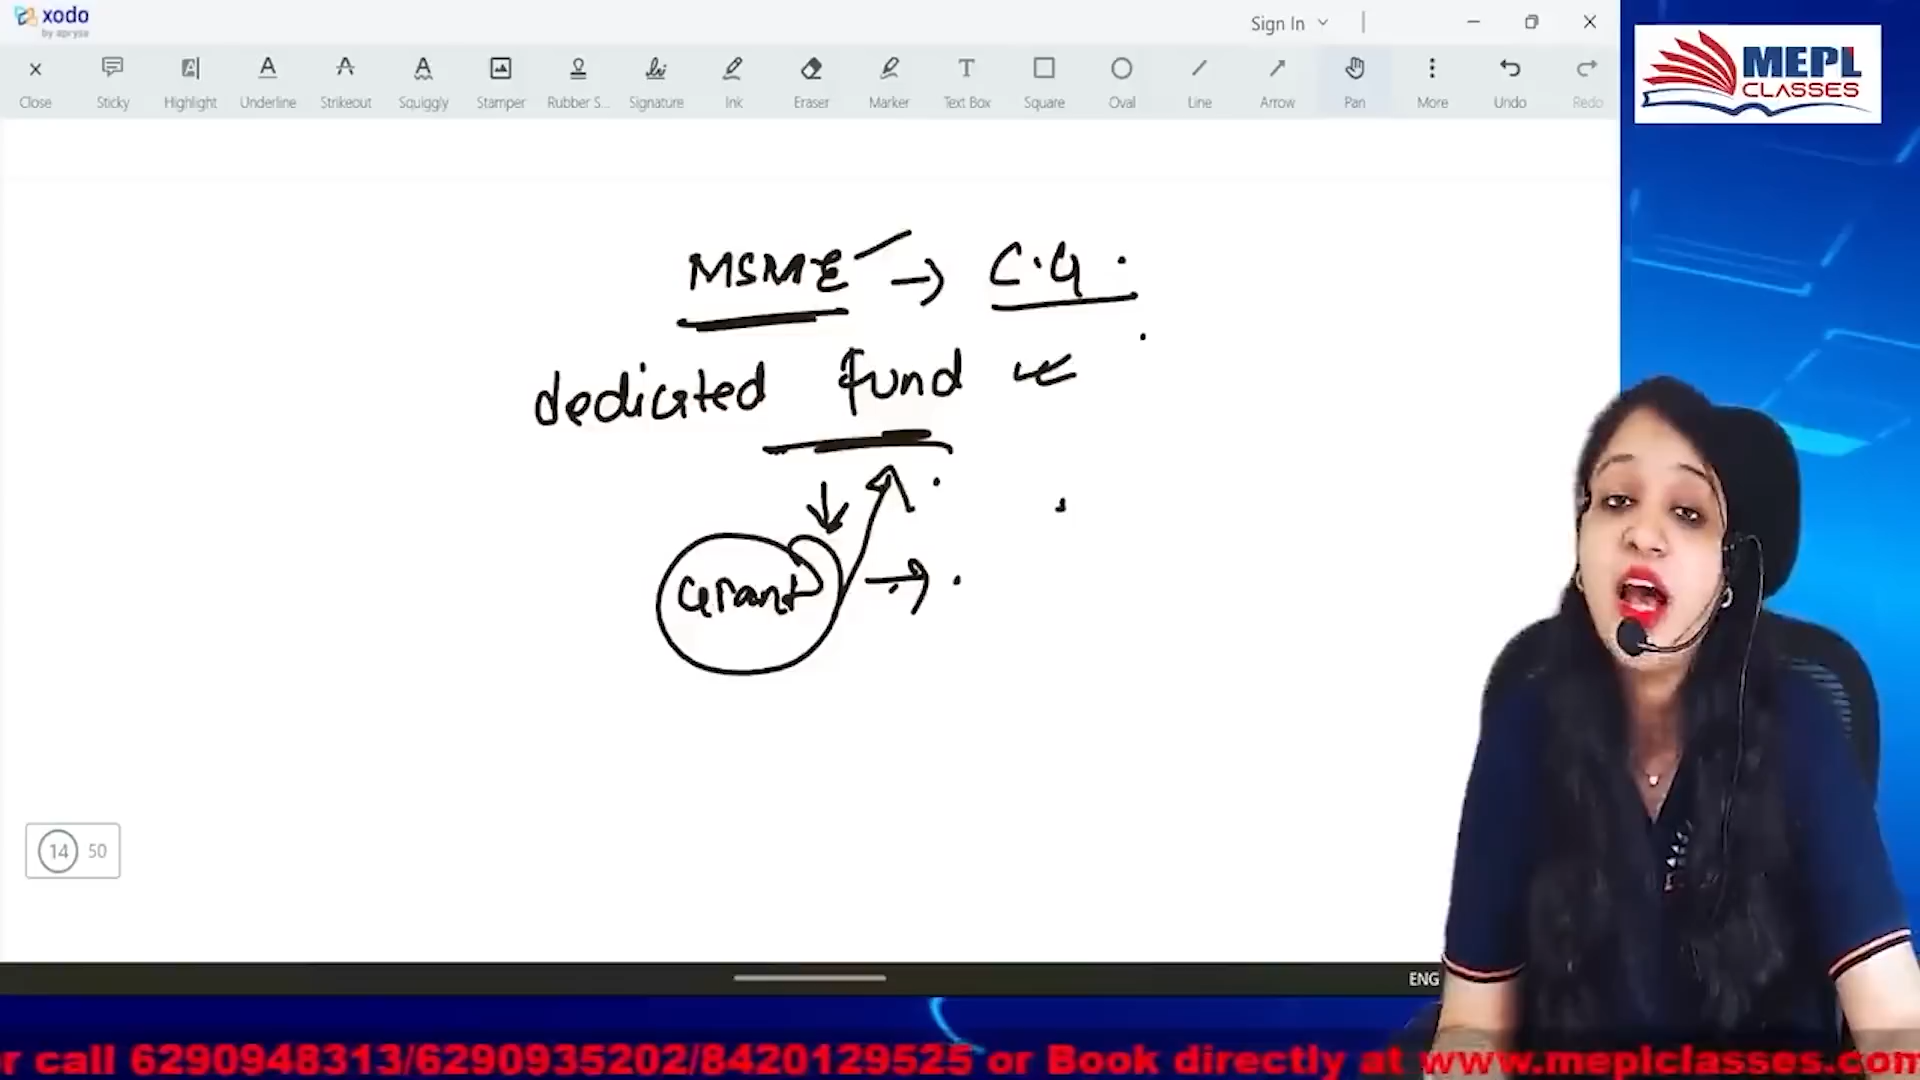 xodo
by apryse
Sign In
MEPL
CLASSES
Close Sticky Highlight Underline Strikeout Squiggly Stamper Rubber S... Signature Ink Eraser Marker Text Box Square Oval Line Arrow Pan More Undo Redo
MSME → C.G.
dedicated fund
Grant
14 50
ENG
r call 6290948313/6290935202/8420129525 or Book directly at www.meplclasses.com